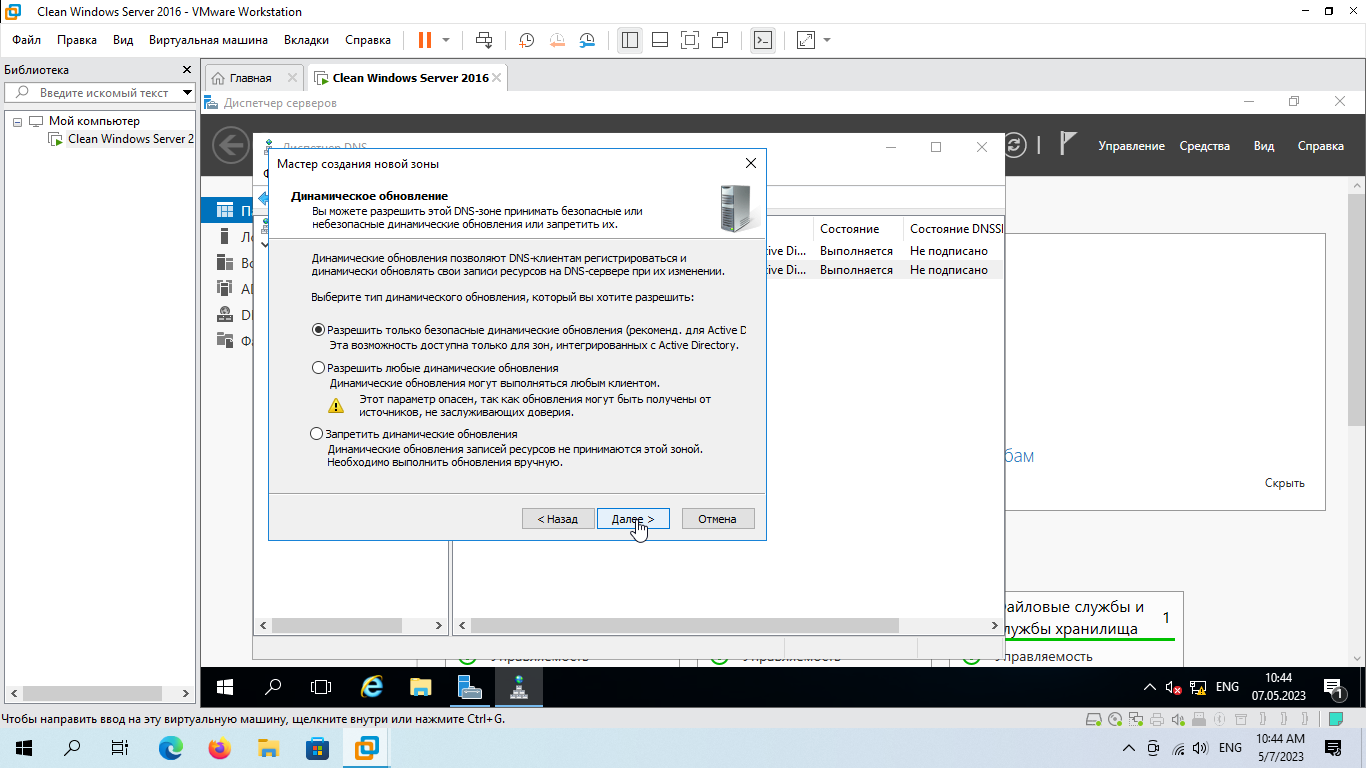 Clean Windows Server 2016 - VMware Workstation
Файл Правка Вид Виртуальная машина Вкладки Справка
Библиотека
Введите искомый текст
Мой компьютер
Clean Windows Server 2
Главная
Clean Windows Server 2016
Диспетчер серверов
Управление Средства Вид Справка
Диспетчер DNS
Мастер создания новой зоны
Динамическое обновление
Вы можете разрешить этой DNS-зоне принимать безопасные или
небезопасные динамические обновления или запретить их.
Динамические обновления позволяют DNS-клиентам регистрироваться и
динамически обновлять свои записи ресурсов на DNS-сервере при их изменении.
Выберите тип динамического обновления, который вы хотите разрешить:
Разрешить только безопасные динамические обновления (рекоменд. для Active D
Эта возможность доступна только для зон, интегрированных с Active Directory.
Разрешить любые динамические обновления
Динамические обновления могут выполняться любым клиентом.
Этот параметр опасен, так как обновления могут быть получены от
источников, не заслуживающих доверия.
Запретить динамические обновления
Динамические обновления записей ресурсов не принимаются этой зоной.
Необходимо выполнить обновления вручную.
< Назад Далее > Отмена
Состояние Состояние DNSSI
ive Di... Выполняется Не подписано
ive Di... Выполняется Не подписано
бам
Скрыть
айловые службы и
лужбы хранилища
1
Управляемость Управляемость Управляемость
ENG
10:44
07.05.2023
1
Чтобы направить ввод на эту виртуальную машину, щелкните внутри или нажмите Ctrl+G.
ENG
10:44 AM
5/7/2023